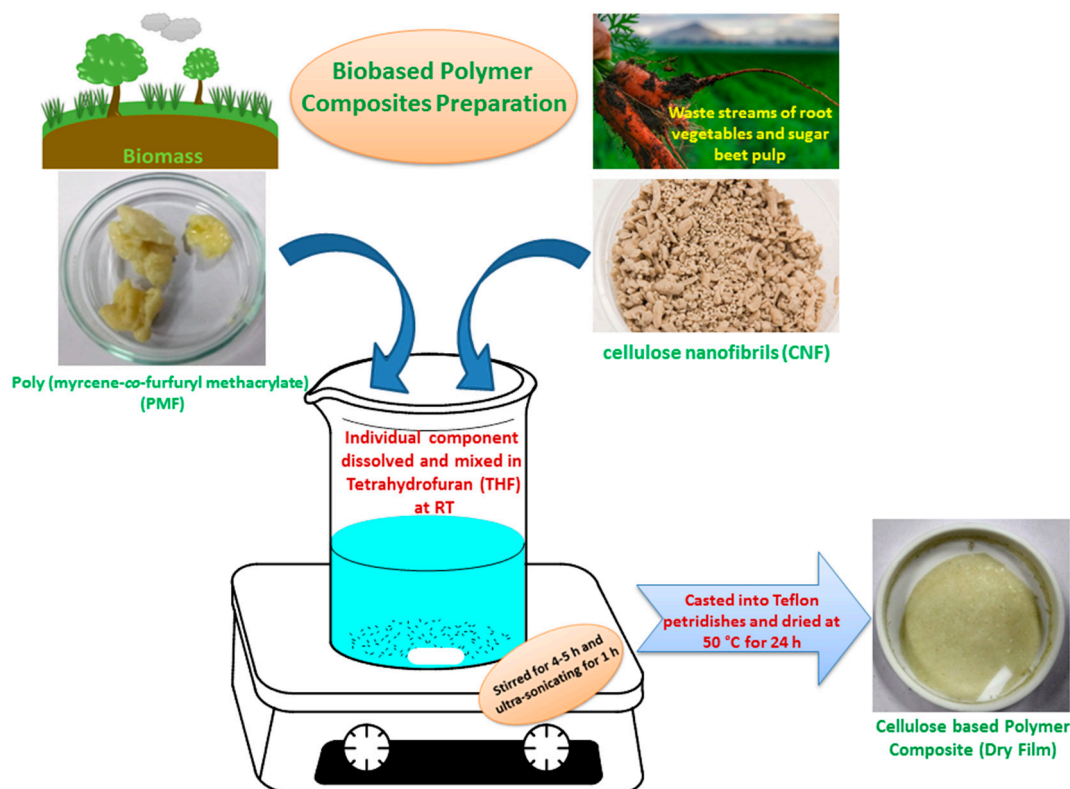 Biobased Polymer
Composites Preparation
Biomass
Waste streams of root
vegetables and sugar
beet pulp
Poly (myrcene-co-furfuryl methacrylate)
(PMF)
cellulose nanofibrils (CNF)
Individual component
dissolved and mixed in
Tetrahydrofuran (THF)
at RT
Stirred for 4-5 h and
ultra-sonicating for 1 h
Casted into Teflon
petridishes and dried at
50 °C for 24 h
Cellulose based Polymer
Composite (Dry Film)